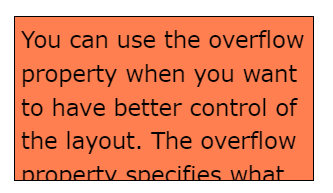 You can use the overflow
property when you want
to have better control of
the layout. The overflow
property specifies what